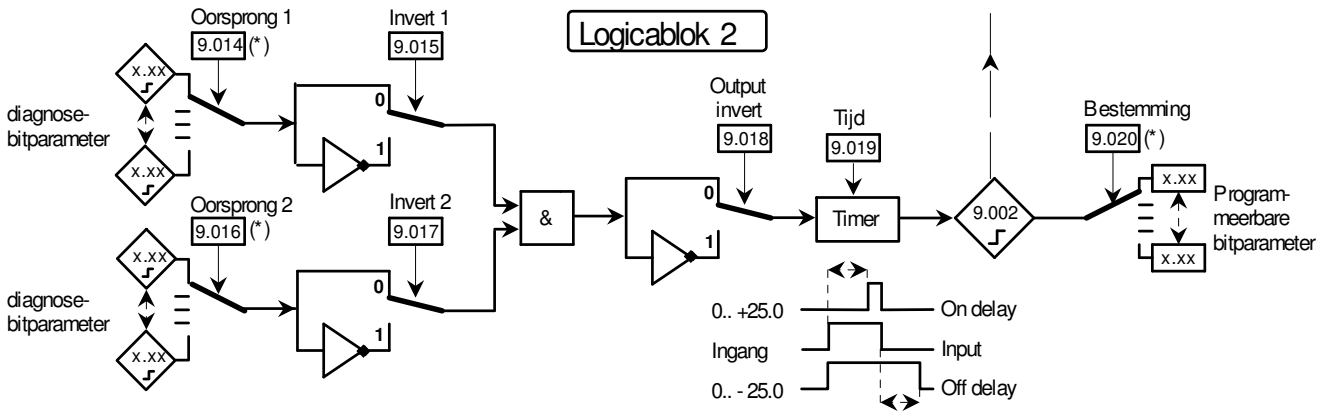 Logicablok 2
Oorsprong 1
9.014 (*)
Invert 1
9.015
x.xx
diagnose-
bitparameter
x.xx
0
1
Oorsprong 2
9.016 (*)
Invert 2
9.017
x.xx
diagnose-
bitparameter
x.xx
0
1
&
Output
invert
9.018
0
1
Tijd
9.019
Timer
9.002
Bestemming
9.020 (*)
x.xx
x.xx
Program-
meerbare
bitparameter
0.. +25.0
On delay
Ingang
Input
0.. - 25.0
Off delay